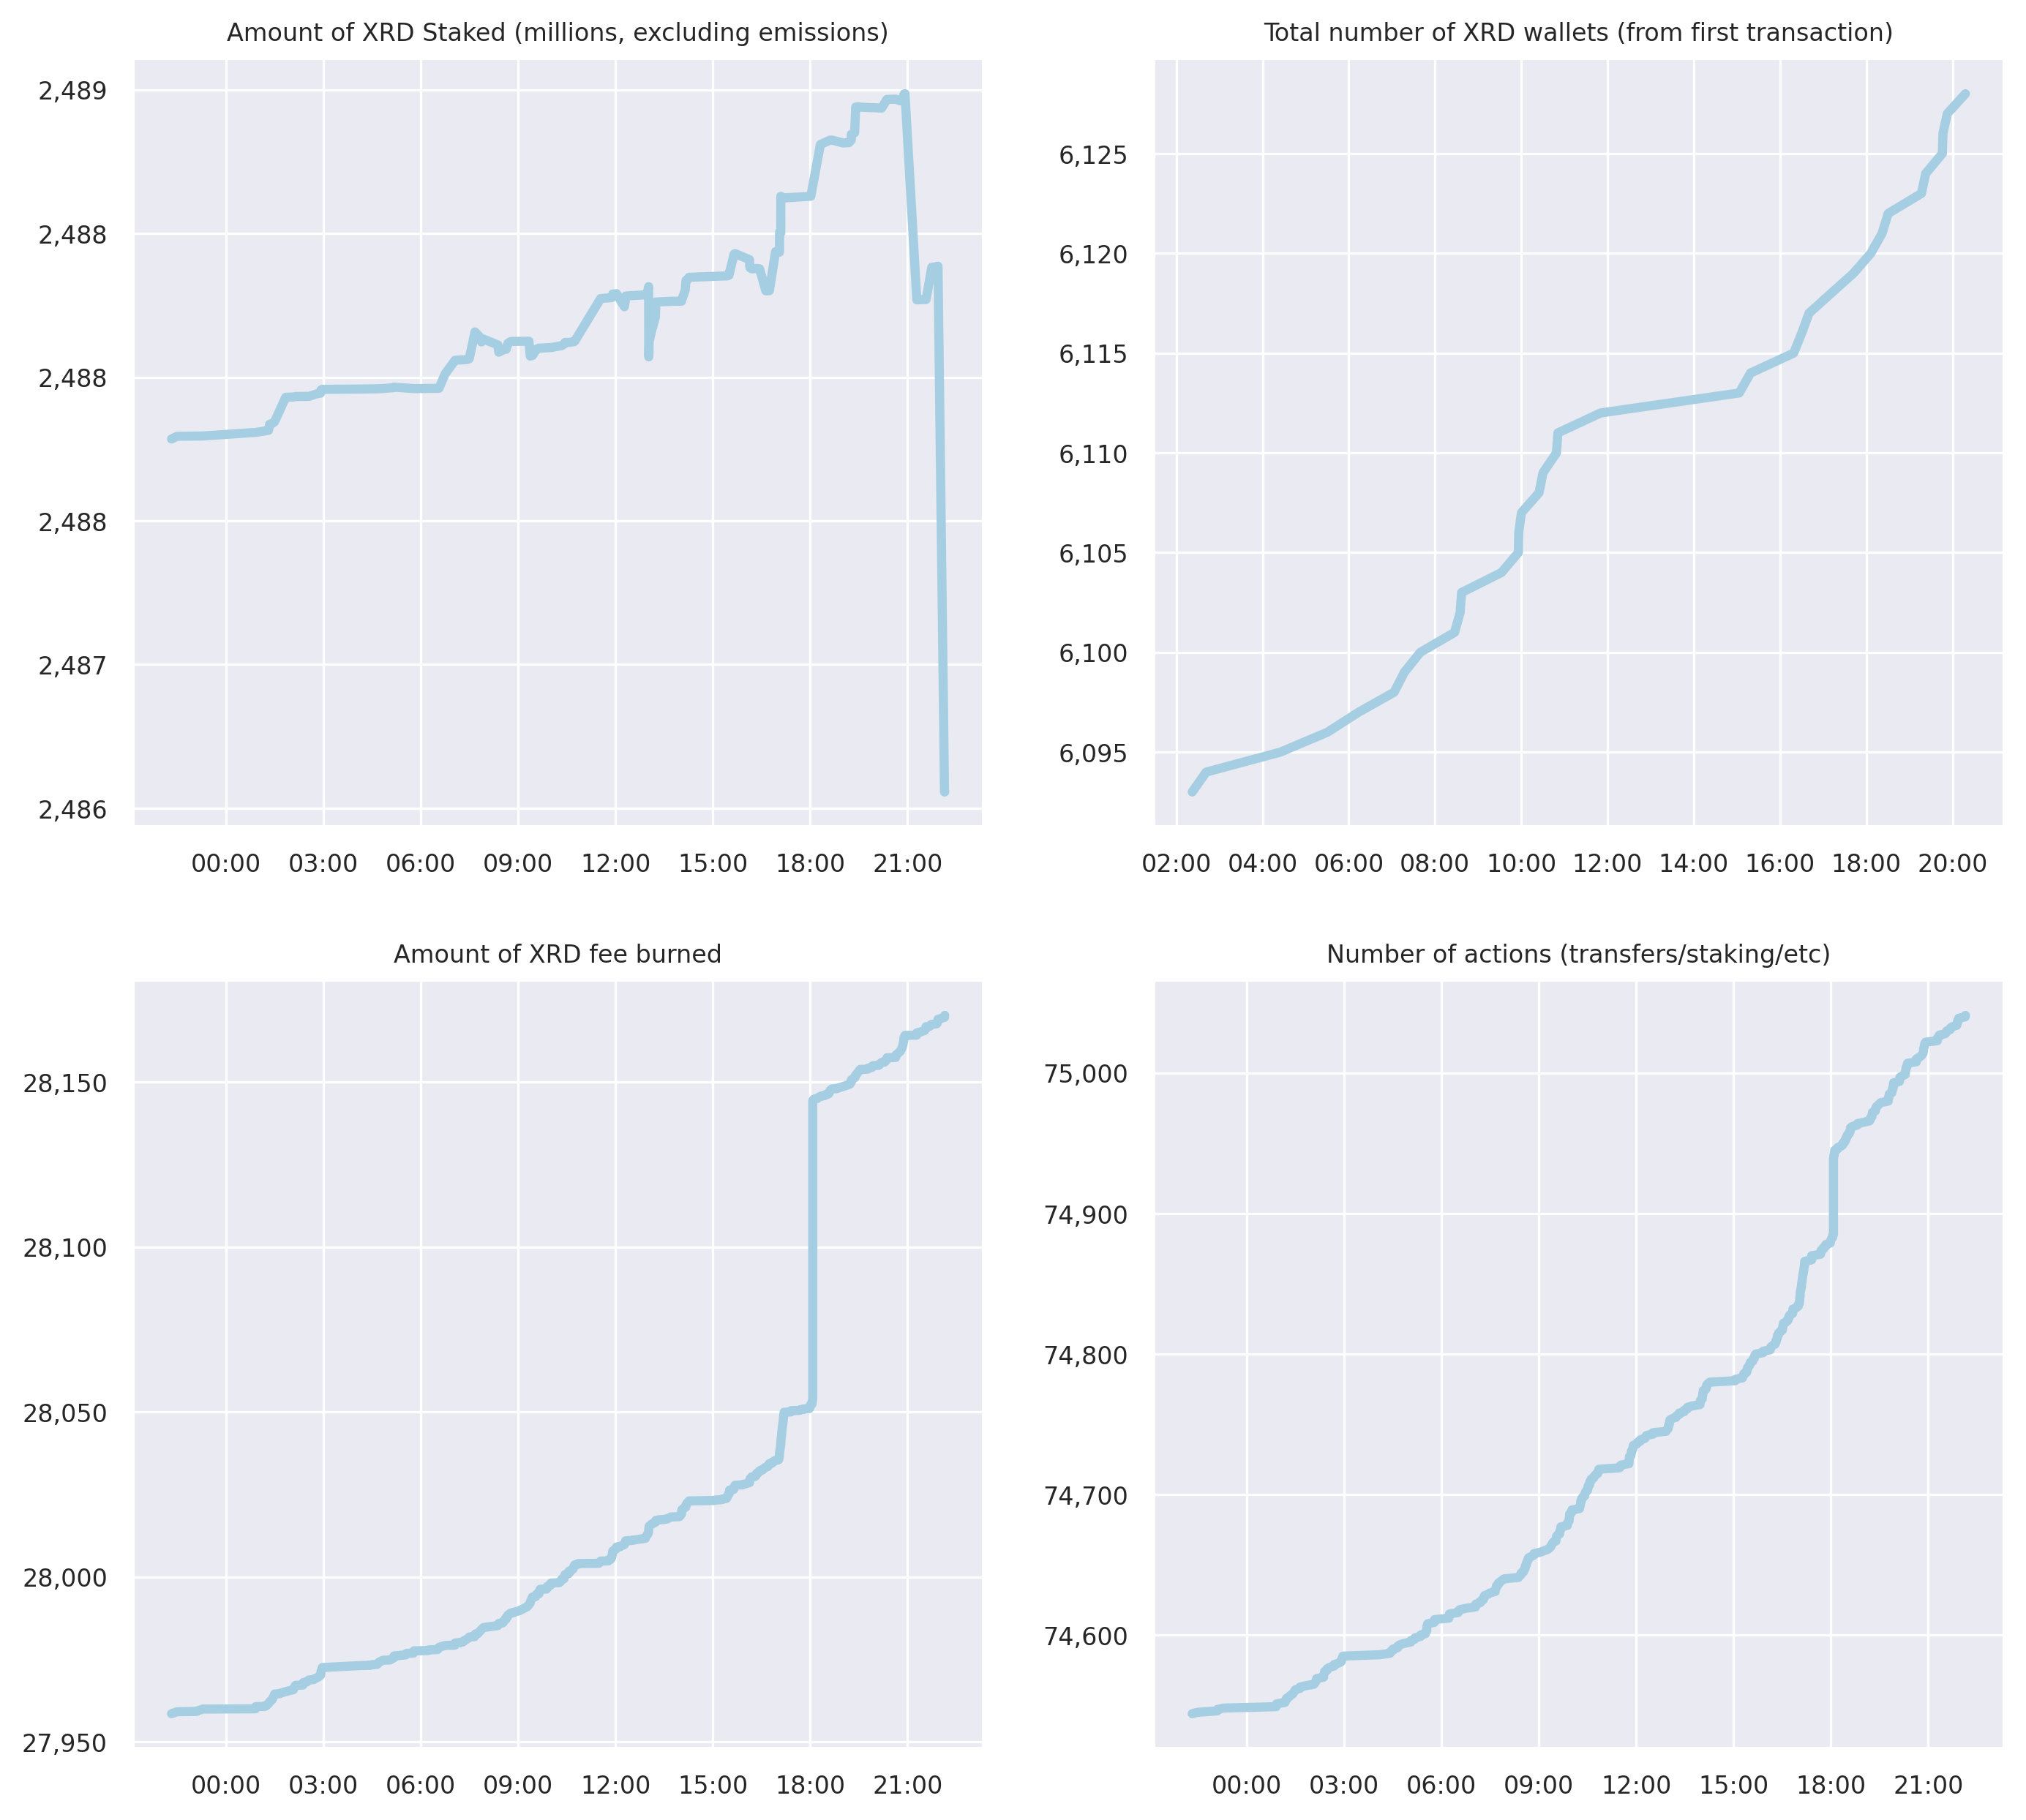 Amount of XRD Staked (millions, excluding emissions)
2,489
2,488
2,488
2,488
2,487
2,486
00:00 03:00 06:00 09:00 12:00 15:00 18:00 21:00
Total number of XRD wallets (from first transaction)
6,125
6,120
6,115
6,110
6,105
6,100
6,095
02:00 04:00 06:00 08:00 10:00 12:00 14:00 16:00 18:00 20:00
Amount of XRD fee burned
28,150
28,100
28,050
28,000
27,950
00:00 03:00 06:00 09:00 12:00 15:00 18:00 21:00
Number of actions (transfers/staking/etc)
75,000
74,900
74,800
74,700
74,600
00:00 03:00 06:00 09:00 12:00 15:00 18:00 21:00